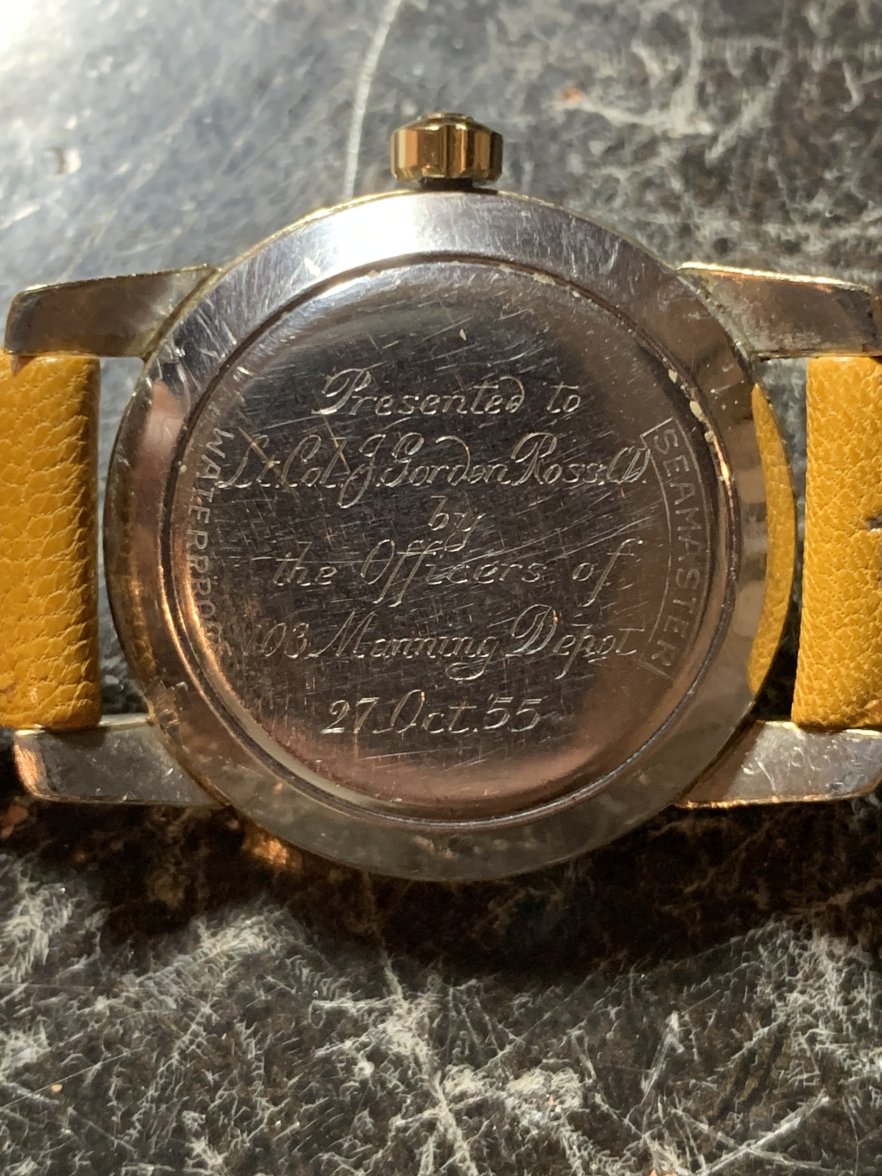 Presented to
Lt. Col. J. Gordon Ross. CD.
by
the Officers of
103 Manning Depot
27 Oct. '55
WATERPROOF
SEAMASTER